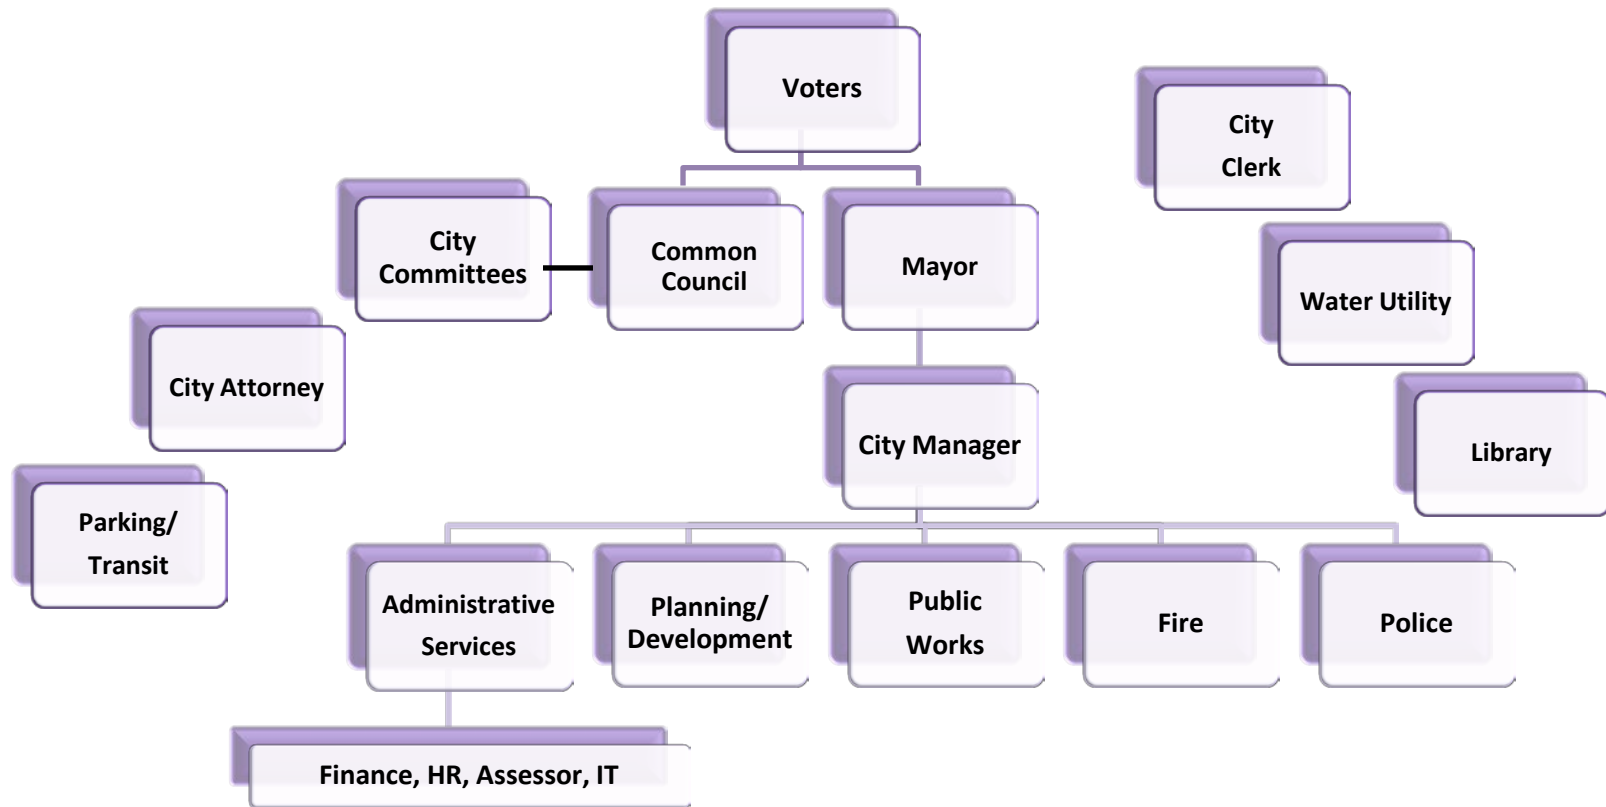 Voters
City
Clerk
City
Committees
Common
Council
Mayor
Water Utility
City Attorney
City Manager
Library
Parking/
Transit
Administrative
Services
Planning/
Development
Public
Works
Fire
Police
Finance, HR, Assessor, IT